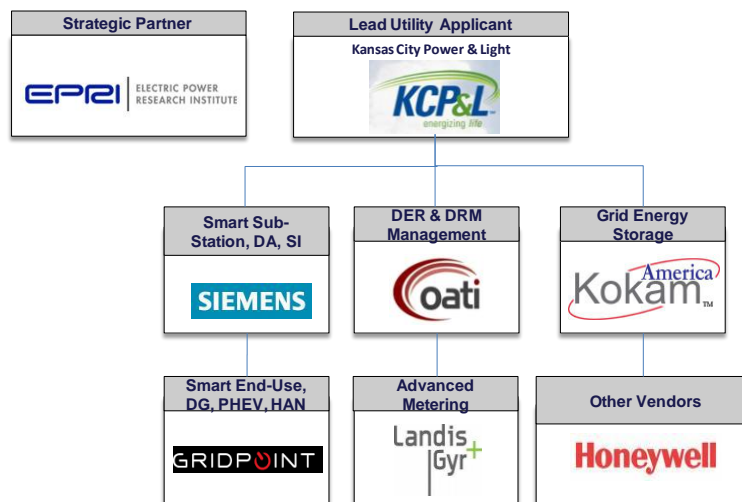 Strategic Partner
EPRI
ELECTRIC POWER
RESEARCH INSTITUTE
Lead Utility Applicant
Kansas City Power & Light
KCP&L
energizing life
Smart Sub-
Station, DA, SI
SIEMENS
DER & DRM
Management
Oati
Grid Energy
Storage
America
Kokam™
Smart End-Use,
DG, PHEV, HAN
GRIDPOINT
Advanced
Metering
Landis
|Gyr+
Other Vendors
Honeywell